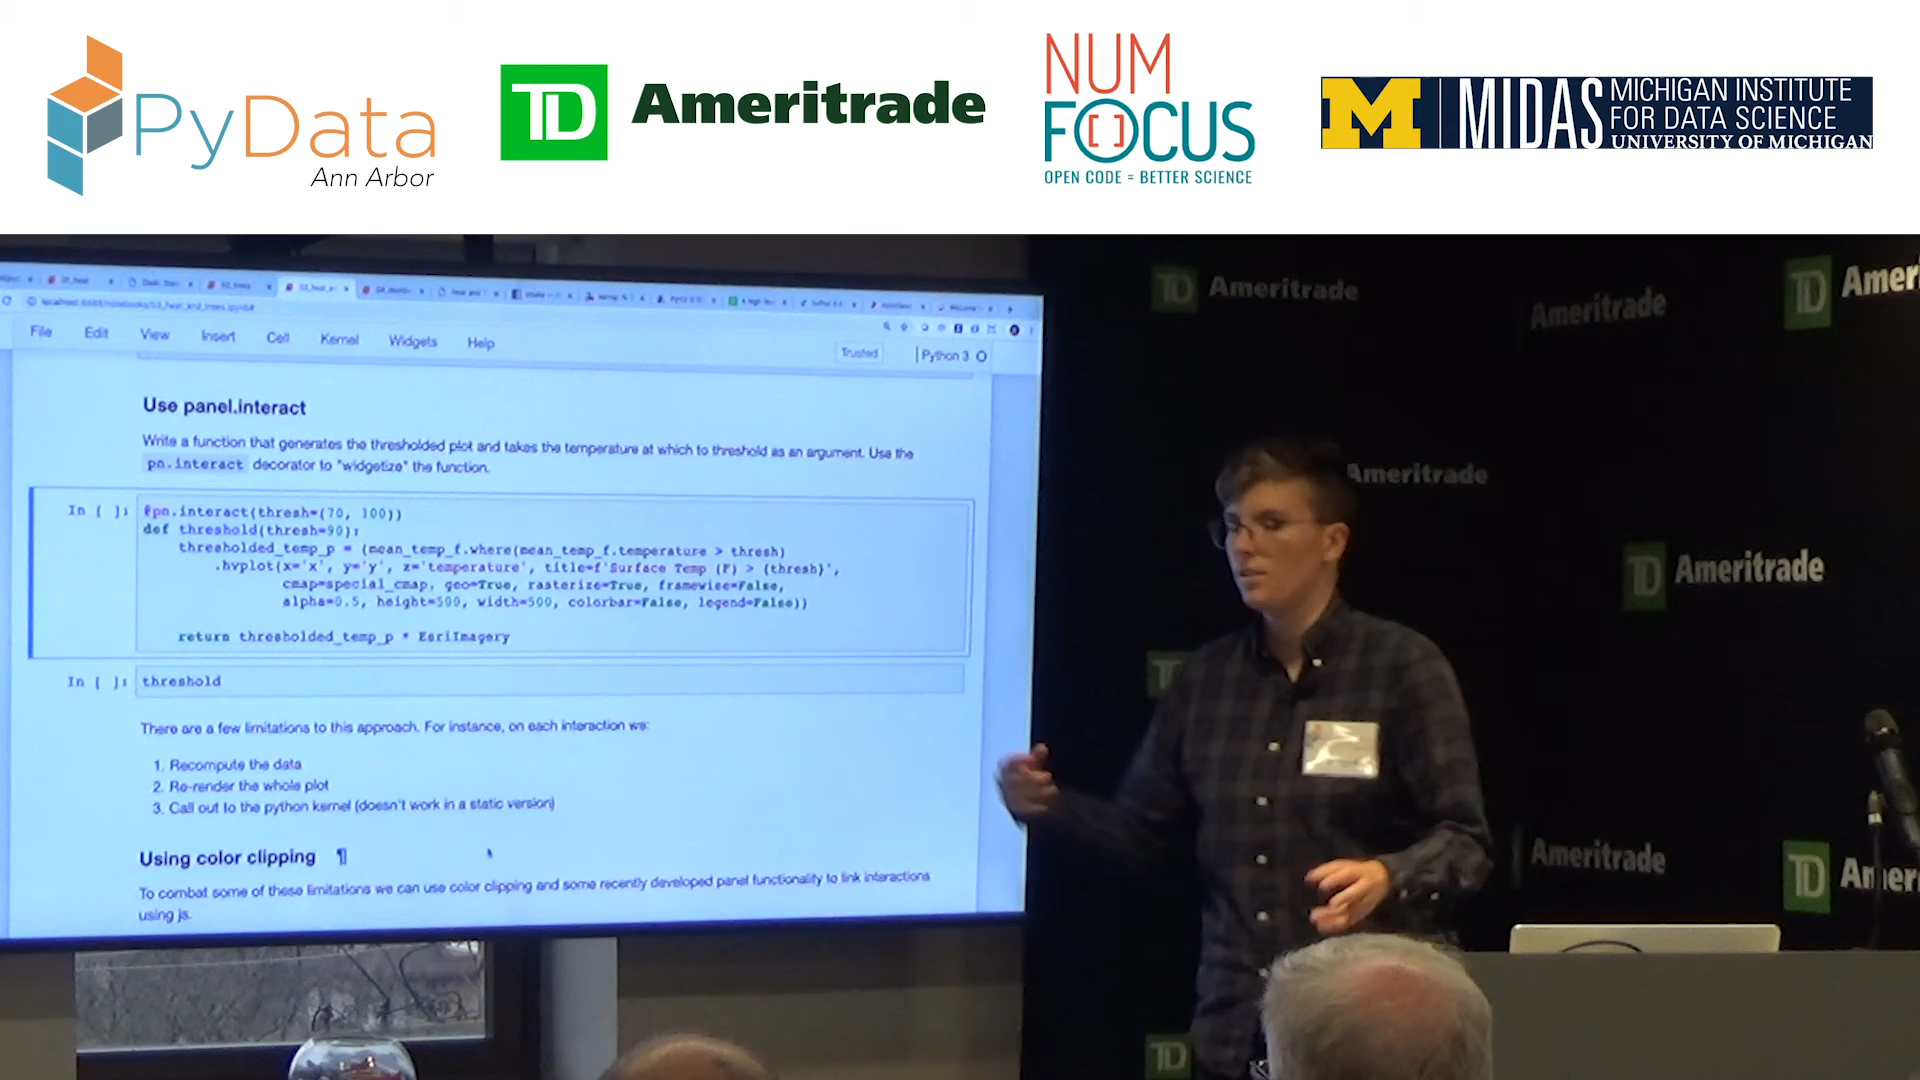 PyData
Ann Arbor
TD Ameritrade
NUM
FOCUS
OPEN CODE = BETTER SCIENCE
M MIDAS MICHIGAN INSTITUTE
FOR DATA SCIENCE
UNIVERSITY OF MICHIGAN
File Edit View Insert Cell Kernel Widgets Help
Trusted Python 3
Use panel.interact
Write a function that generates the thresholded plot and takes the temperature at which to threshold as an argument. Use the
pn.interact decorator to "widgetize" the function.
In [ ]: @pn.interact(thresh=(70, 100))
def threshold(thresh=90):
thresholded_temp_p = (mean_temp_f.where(mean_temp_f.temperature > thresh)
.hvplot(x='x', y='y', z='temperature', title=f'Surface Temp (F) > {thresh}',
cmap=special_cmap, geo=True, rasterize=True, framewise=False,
alpha=0.5, height=500, width=500, colorbar=False, legend=False))
return thresholded_temp_p * EsriImagery
In [ ]: threshold
There are a few limitations to this approach. For instance, on each interaction we:
1. Recompute the data
2. Re-render the whole plot
3. Call out to the python kernel (doesn't work in a static version)
Using color clipping ¶
To combat some of these limitations we can use color clipping and some recently developed panel functionality to link interactions
using js.
TD Ameritrade
Ameritrade
TD Ameri
Ameritrade
TD Ameritrade
TD
Ameritrade
TD
TD